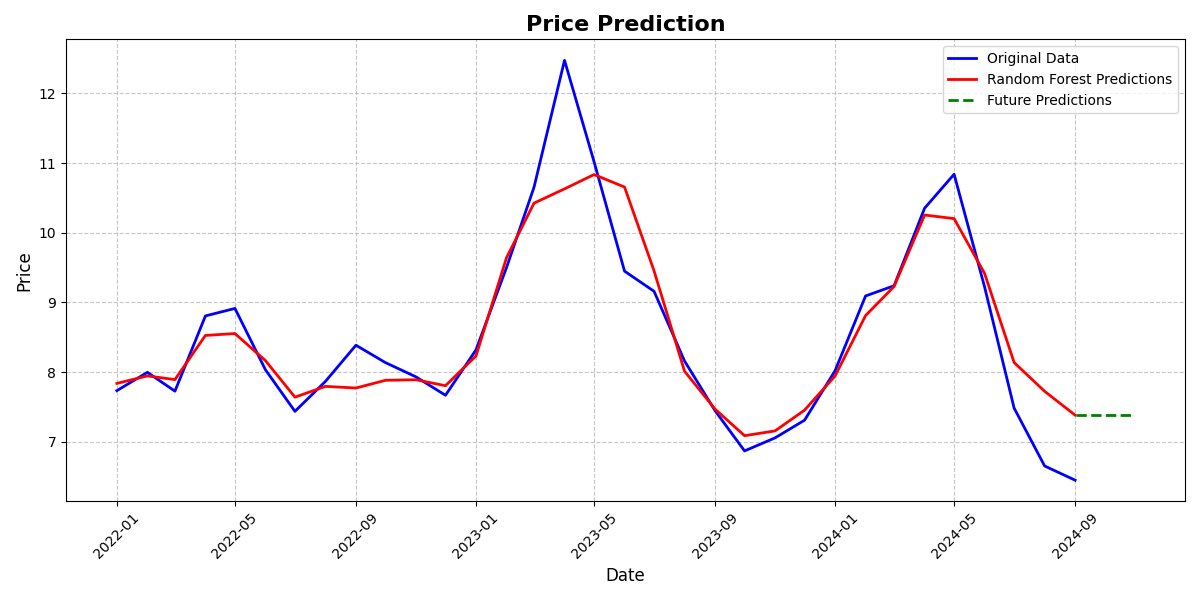 Price Prediction
Original Data
Random Forest Predictions
Future Predictions
Price
12
11
10
9
8
7
2022-01
2022-05
2022-09
2023-01
2023-05
2023-09
2024-01
2024-05
2024-09
Date